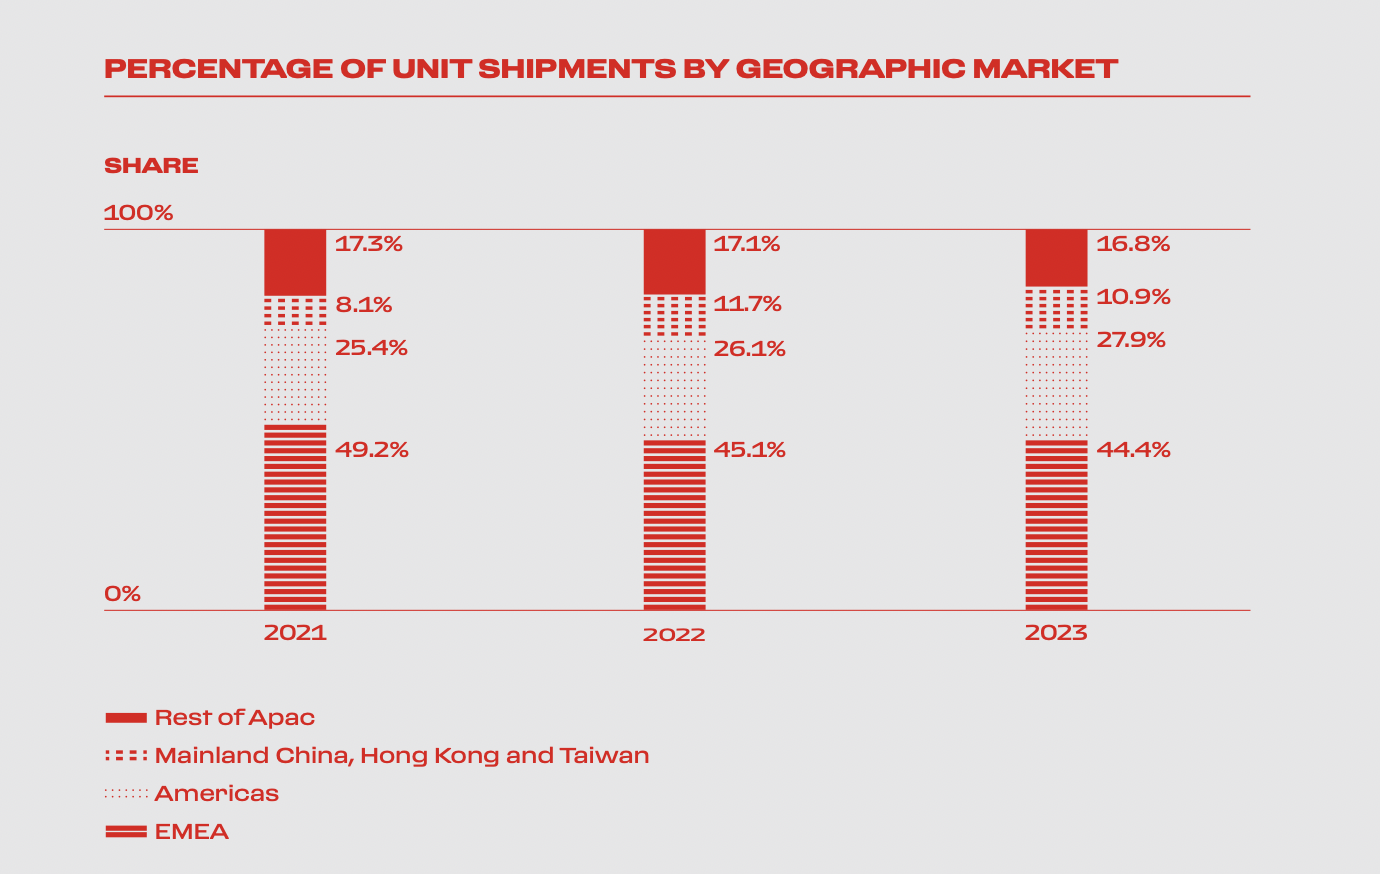 PERCENTAGE OF UNIT SHIPMENTS BY GEOGRAPHIC MARKET
SHARE
100%
17.3%
8.1%
25.4%
49.2%
17.1%
11.7%
26.1%
45.1%
16.8%
10.9%
27.9%
44.4%
0%
2021
2022
2023
Rest of Apac
Mainland China, Hong Kong and Taiwan
Americas
EMEA